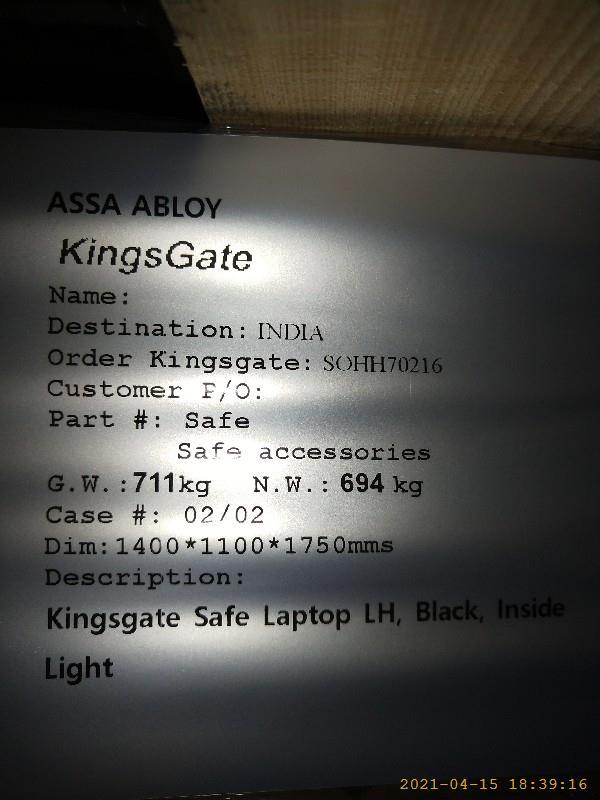 ASSA ABLOY
KingsGate
Name:
Destination: INDIA
Order Kingsgate: SOHH70216
Customer P/O:
Part #: Safe
Safe accessories
G.W.:711kg N.W.: 694 kg
Case #: 02/02
Dim:1400*1100*1750mms
Description:
Kingsgate Safe Laptop LH, Black, Inside
Light
2021-04-15 18:39:16